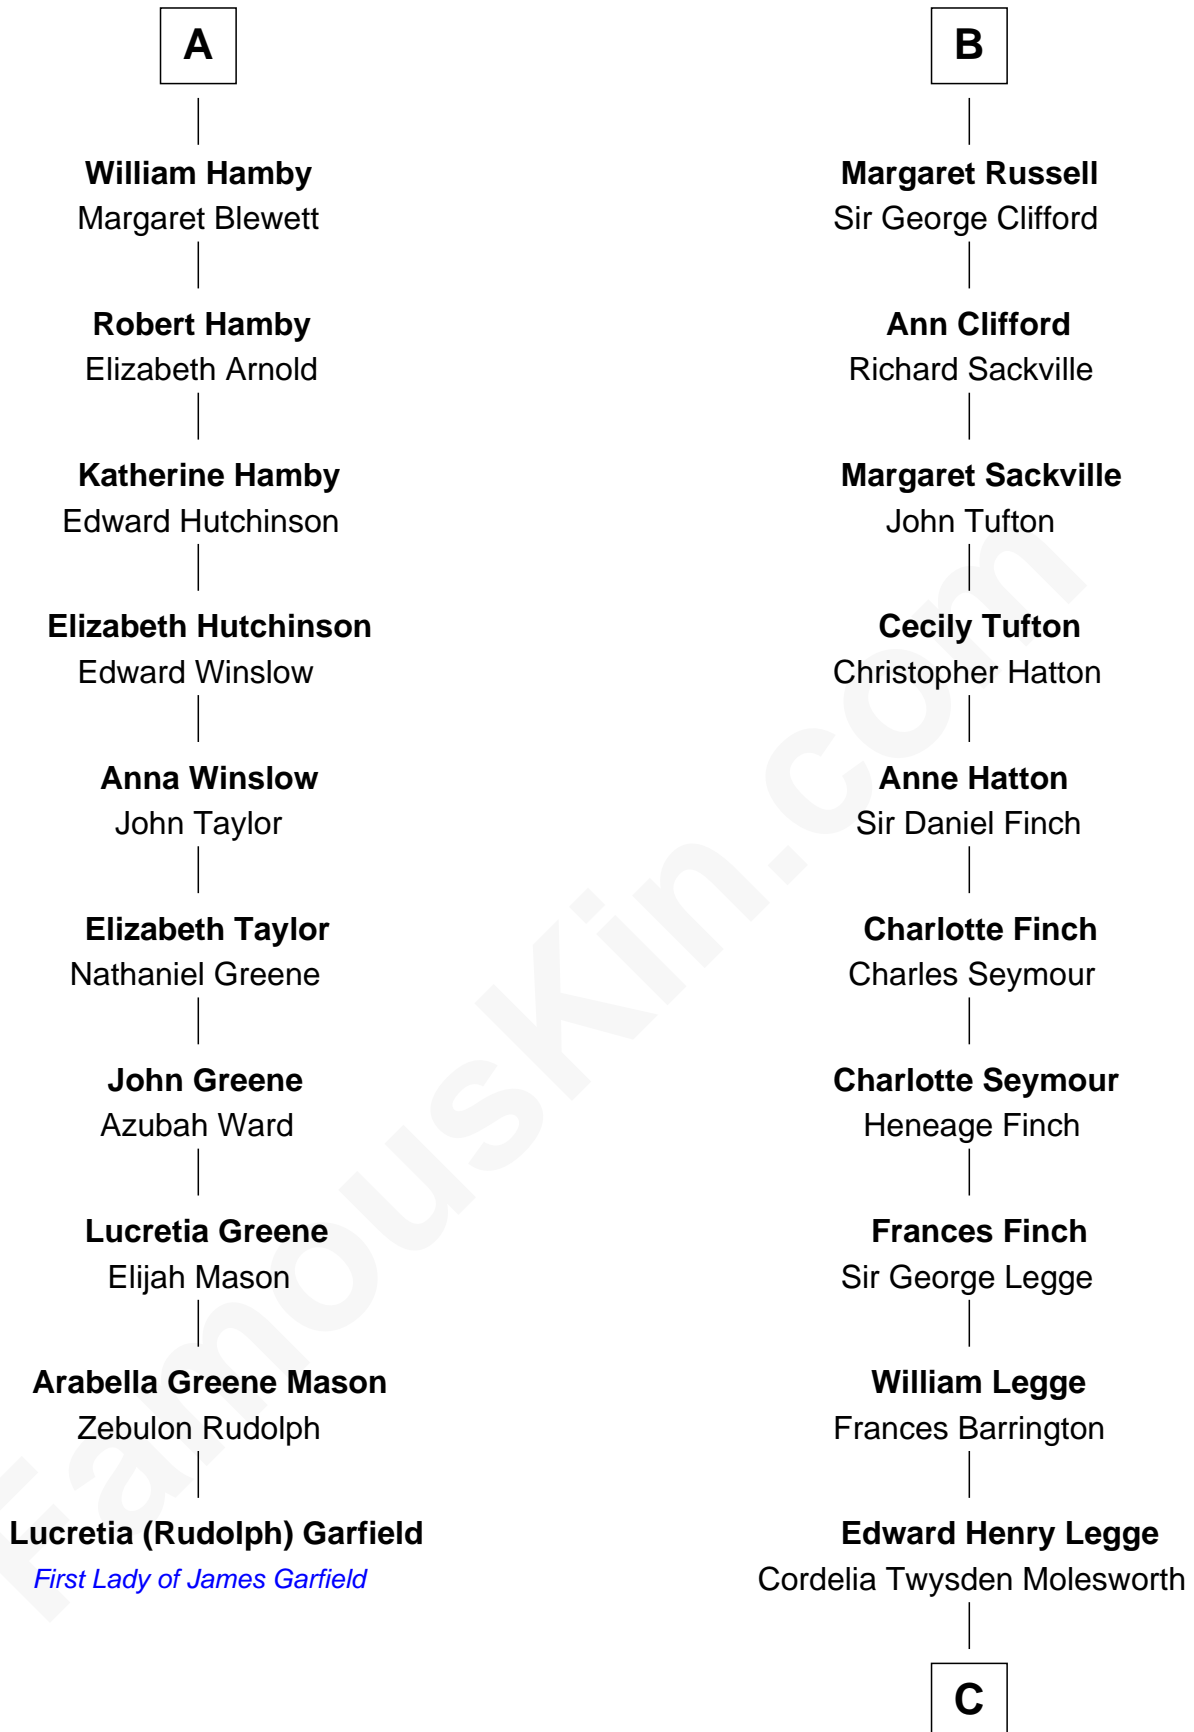 A
William Hamby
Margaret Blewett
Robert Hamby
Elizabeth Arnold
Katherine Hamby
Edward Hutchinson
Elizabeth Hutchinson
Edward Winslow
Anna Winslow
John Taylor
Elizabeth Taylor
Nathaniel Greene
John Greene
Azubah Ward
Lucretia Greene
Elijah Mason
Arabella Greene Mason
Zebulon Rudolph
Lucretia (Rudolph) Garfield
First Lady of James Garfield
B
Margaret Russell
Sir George Clifford
Ann Clifford
Richard Sackville
Margaret Sackville
John Tufton
Cecily Tufton
Christopher Hatton
Anne Hatton
Sir Daniel Finch
Charlotte Finch
Charles Seymour
Charlotte Seymour
Heneage Finch
Frances Finch
Sir George Legge
William Legge
Frances Barrington
Edward Henry Legge
Cordelia Twysden Molesworth
C
FamousKin.com